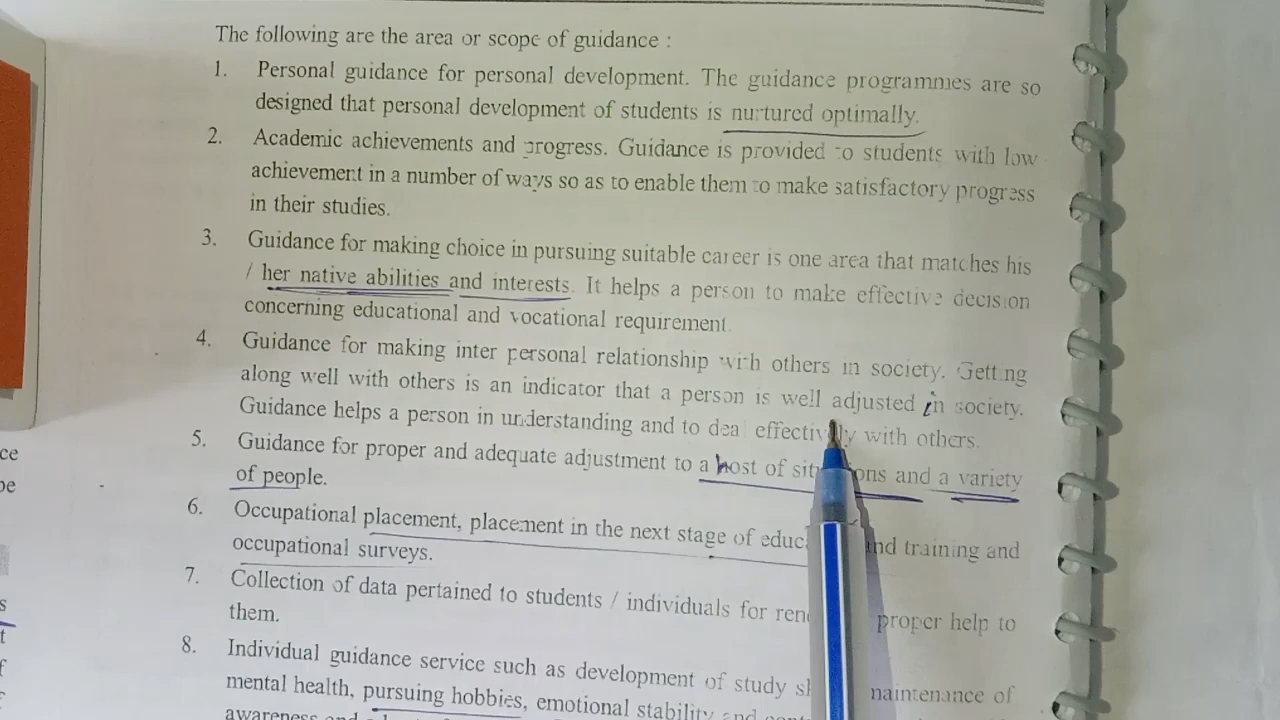 The following are the area or scope of guidance :
1. Personal guidance for personal development. The guidance programmes are so
designed that personal development of students is nurtured optimally.
2. Academic achievements and progress. Guidance is provided to students with low
achievement in a number of ways so as to enable them to make satisfactory progress
in their studies.
3. Guidance for making choice in pursuing suitable career is one area that matches his
/ her native abilities and interests. It helps a person to make effective decision
concerning educational and vocational requirement.
4. Guidance for making inter personal relationship with others in society. Getting
along well with others is an indicator that a person is well adjusted in society.
Guidance helps a person in understanding and to deal effectively with others.
5. Guidance for proper and adequate adjustment to a host of situations and a variety
of people.
6. Occupational placement, placement in the next stage of educ and training and
occupational surveys.
7. Collection of data pertained to students / individuals for proper help to
them.
8. Individual guidance service such as development of study maintenance of
mental health, pursuing hobbies, emotional stability and
awareness and